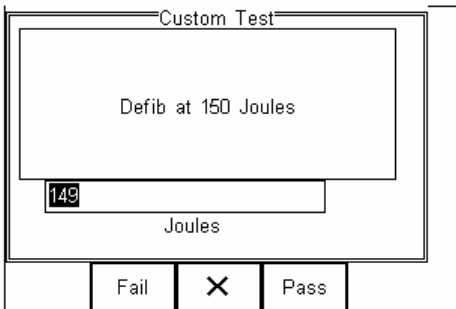 Custom Test
Defib at 150 Joules
149
Joules
Fail
Pass